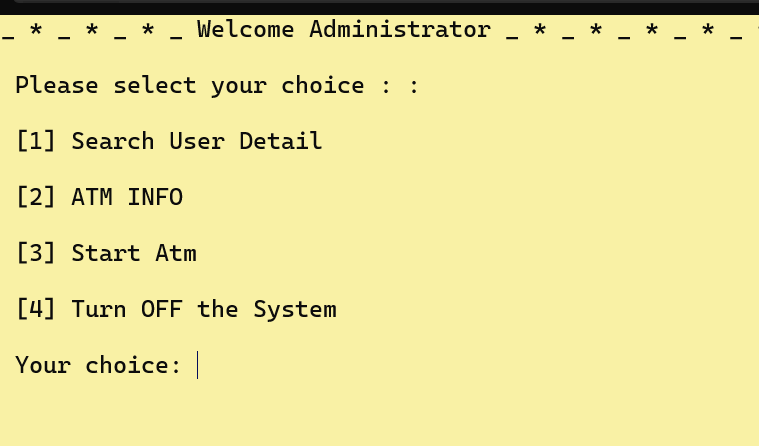 _ * _ * _ * _ Welcome Administrator _ * _ * _ * _ * _ *
Please select your choice : :
[1] Search User Detail
[2] ATM INFO
[3] Start Atm
[4] Turn OFF the System
Your choice: